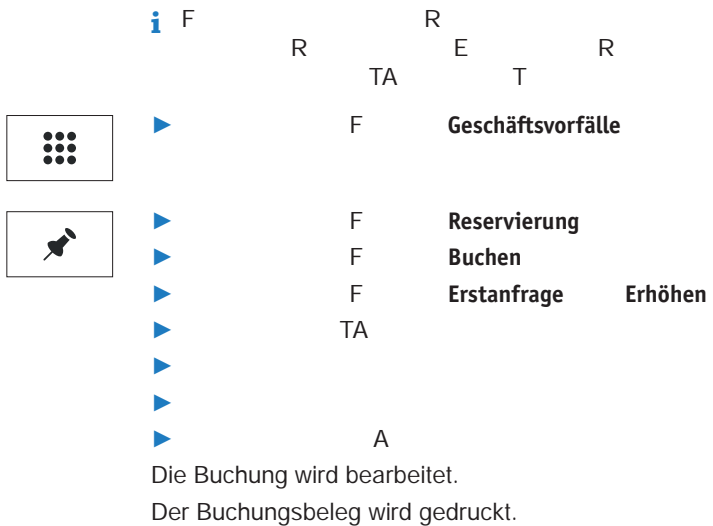 i F R
R E R
TA T
F Geschäftsvorfälle
F Reservierung
F Buchen
F Erstanfrage Erhöhen
TA
A
Die Buchung wird bearbeitet.
Der Buchungsbeleg wird gedruckt.